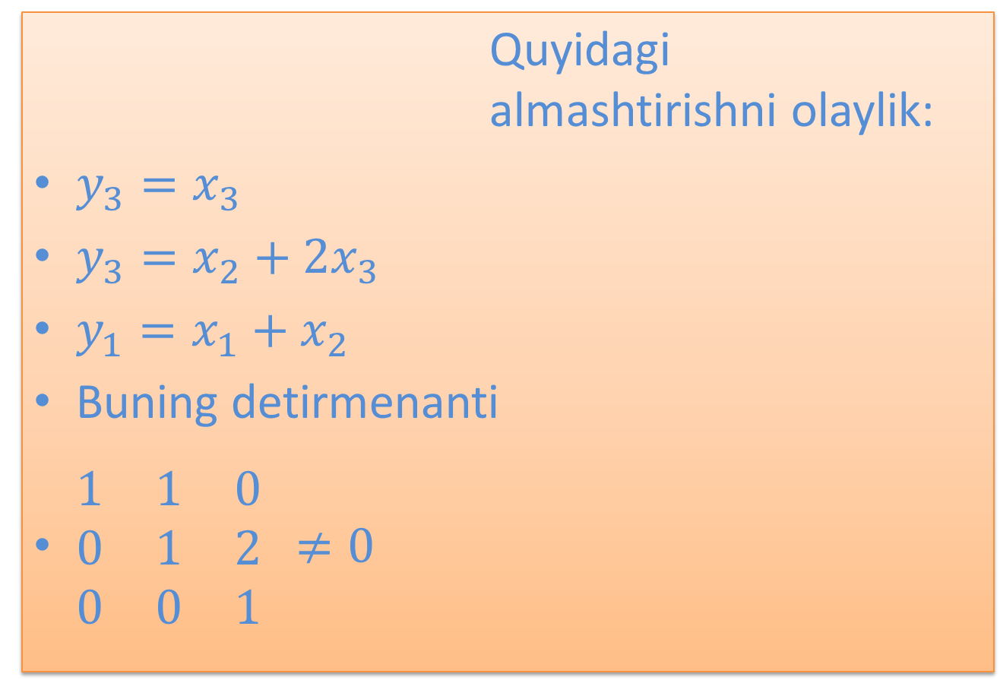 Quyidagi
almashtirishni olaylik:
• y₃ = x₃
• y₃ = x₂ + 2x₃
• y₁ = x₁ + x₂
• Buning detirmenanti
1 1 0
• 0 1 2 ≠ 0
0 0 1